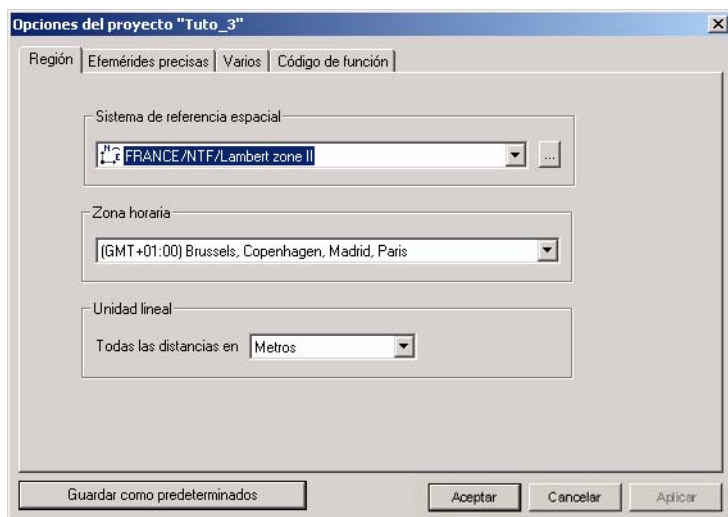 Opciones del proyecto "Tuto_3"
Región
Efemérides precisas
Varios
Código de función
Sistema de referencia espacial
FRANCE/NTF/Lambert zone II
...
Zona horaria
(GMT+01:00) Brussels, Copenhagen, Madrid, Paris
Unidad lineal
Todas las distancias en
Metros
Guardar como predeterminados
Aceptar
Cancelar
Aplicar